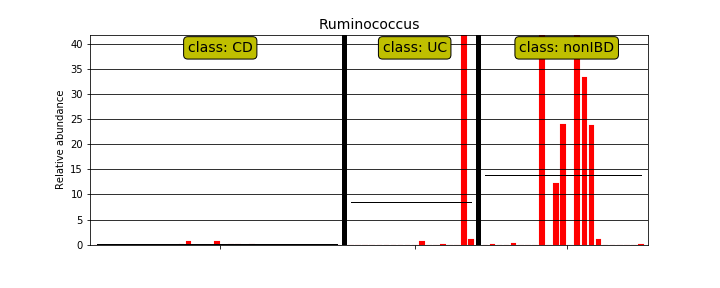 Ruminococcus
class: CD
class: UC
class: nonIBD
Relative abundance
40
35
30
25
20
15
10
5
0